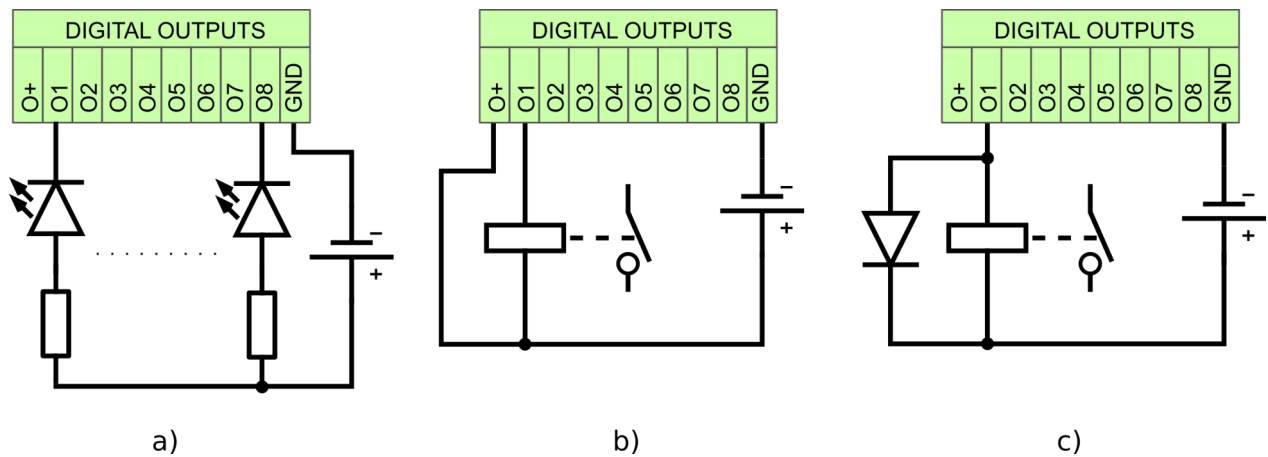 DIGITAL OUTPUTS
O+ O1 O2 O3 O4 O5 O6 O7 O8 GND
−
+
a)
DIGITAL OUTPUTS
O+ O1 O2 O3 O4 O5 O6 O7 O8 GND
−
+
b)
DIGITAL OUTPUTS
O+ O1 O2 O3 O4 O5 O6 O7 O8 GND
−
+
c)